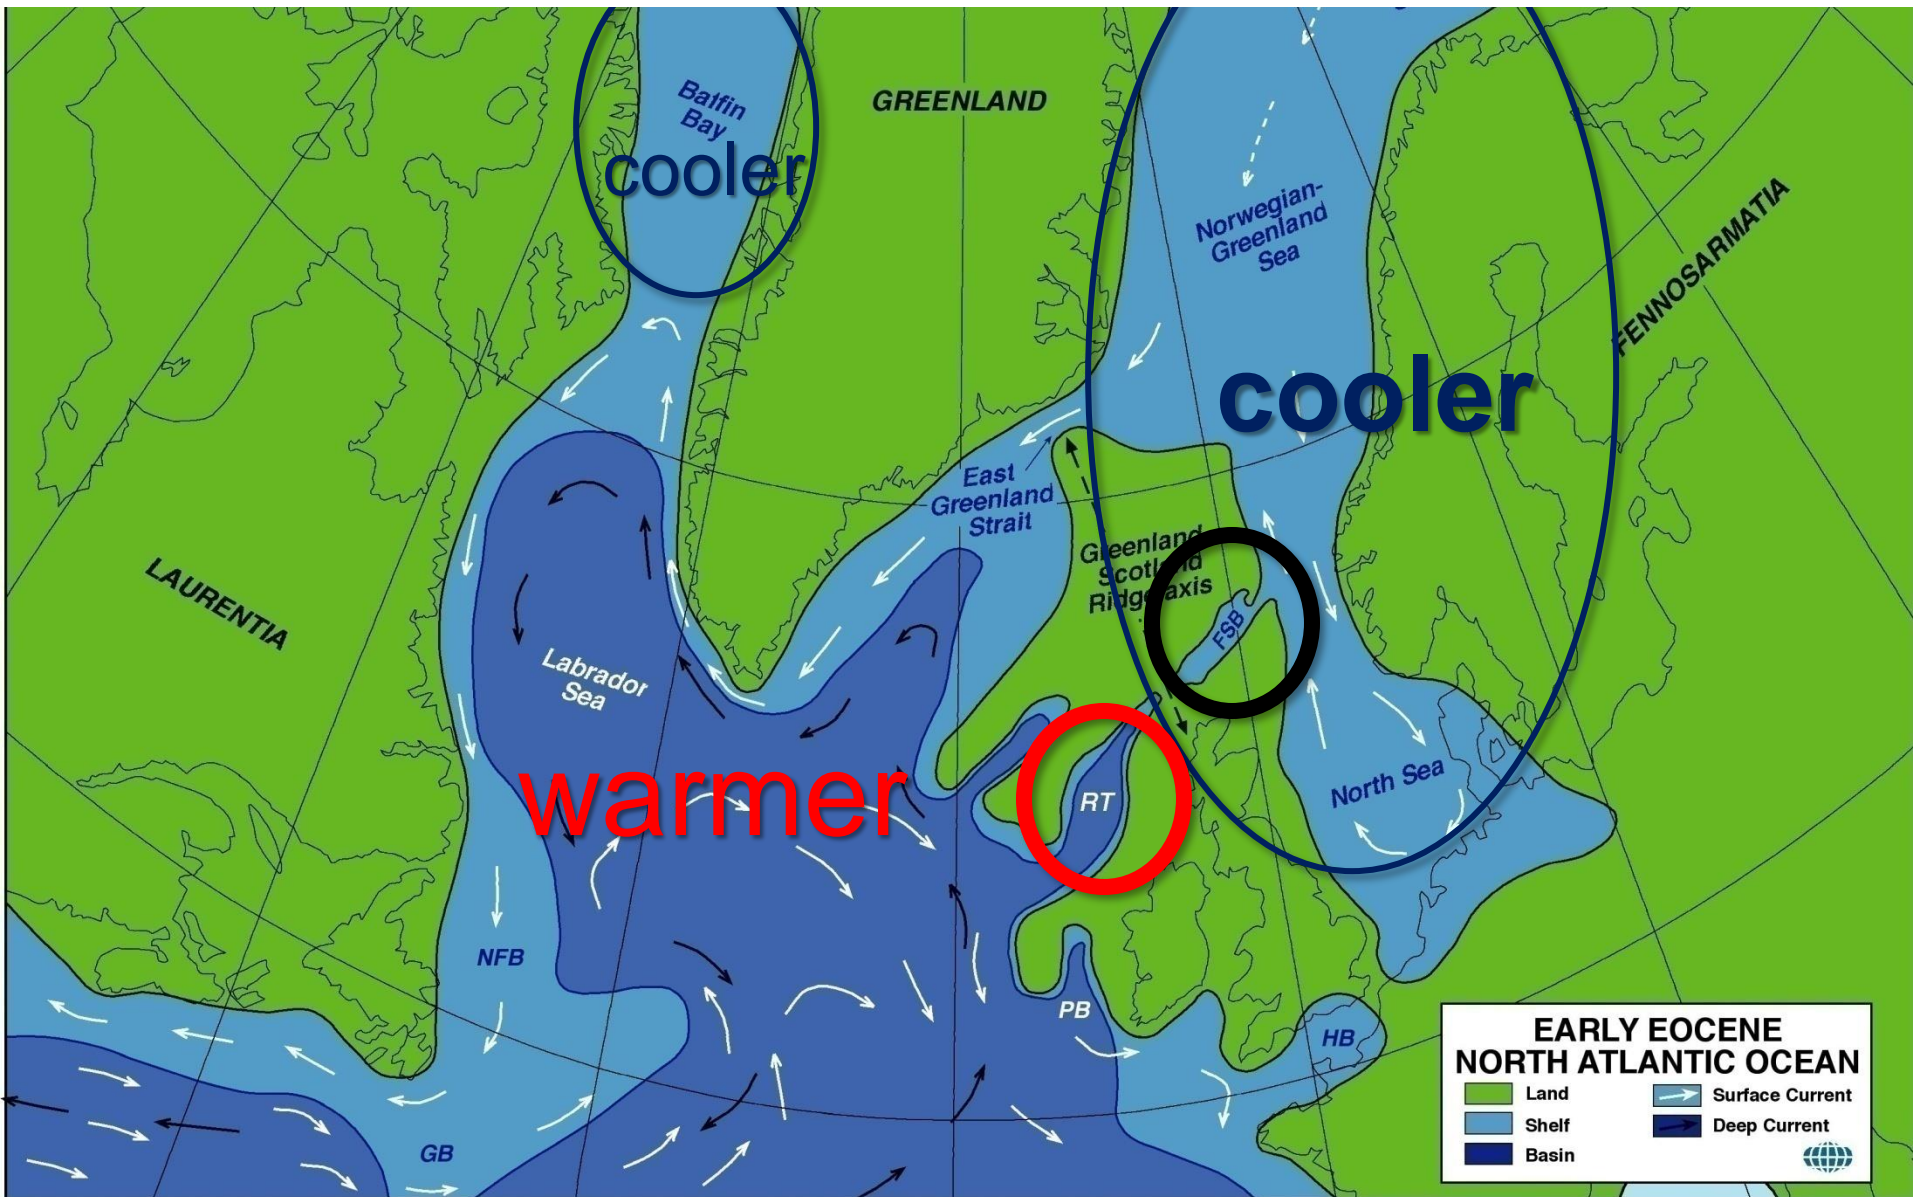 Baffin
Bay
cooler
GREENLAND
Norwegian-
Greenland
Sea
FENNOSARMATIA
cooler
East
Greenland
Strait
Greenland
Scotland
Ridge axis
FSB
LAURENTIA
Labrador
Sea
warmer
RT
North Sea
NFB
PB
HB
GB
EARLY EOCENE
NORTH ATLANTIC OCEAN
Land
Shelf
Basin
Surface Current
Deep Current